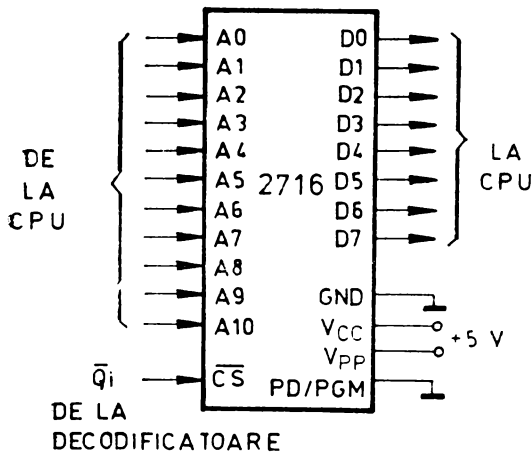 A0 D0
A1 D1
A2 D2
A3 D3
A4 D4
A5 D5
A6 D6
A7 D7
A8
A9
A10
2716
DE
LA
CPU
LA
CPU
GND
VCC
VPP
+5 V
PD/PGM
Q̄i
C̄S̄
DE LA
DECODIFICATOARE